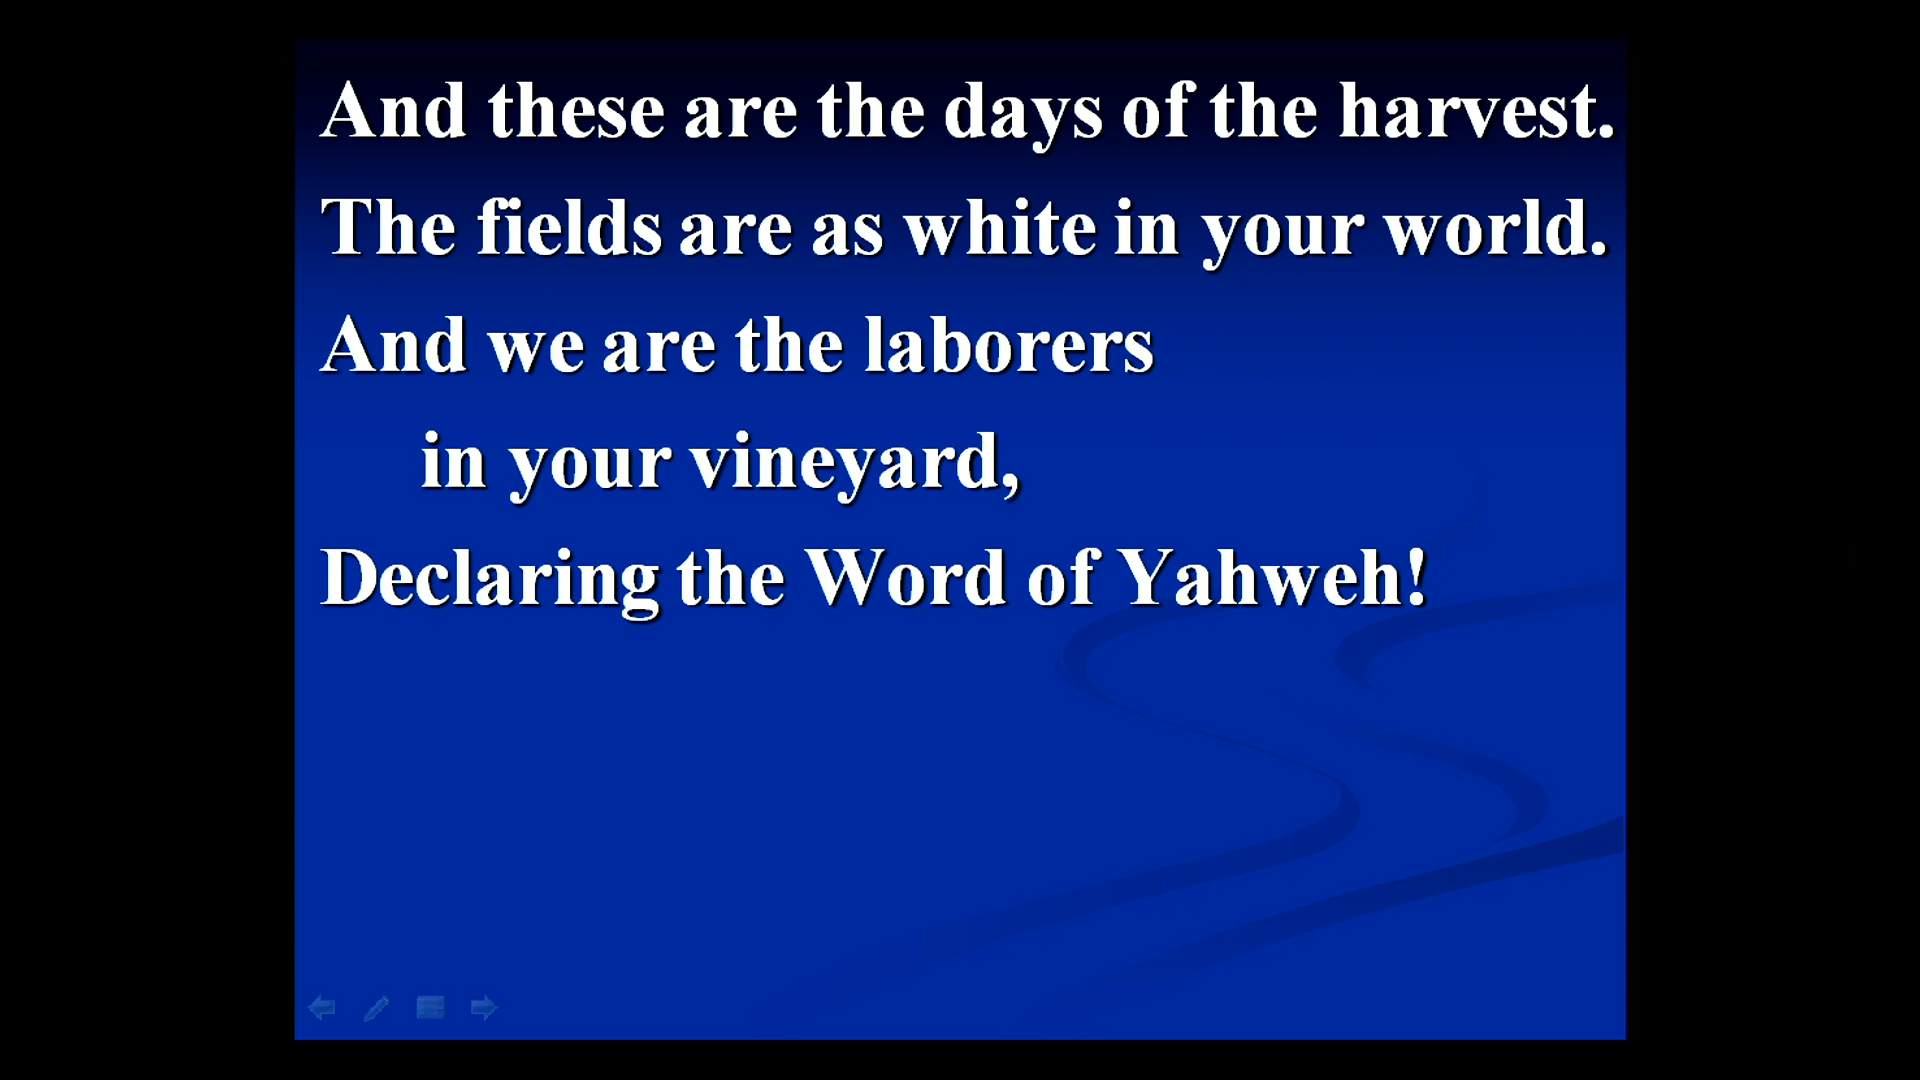 And these are the days of the harvest.
The fields are as white in your world.
And we are the laborers
in your vineyard,
Declaring the Word of Yahweh!